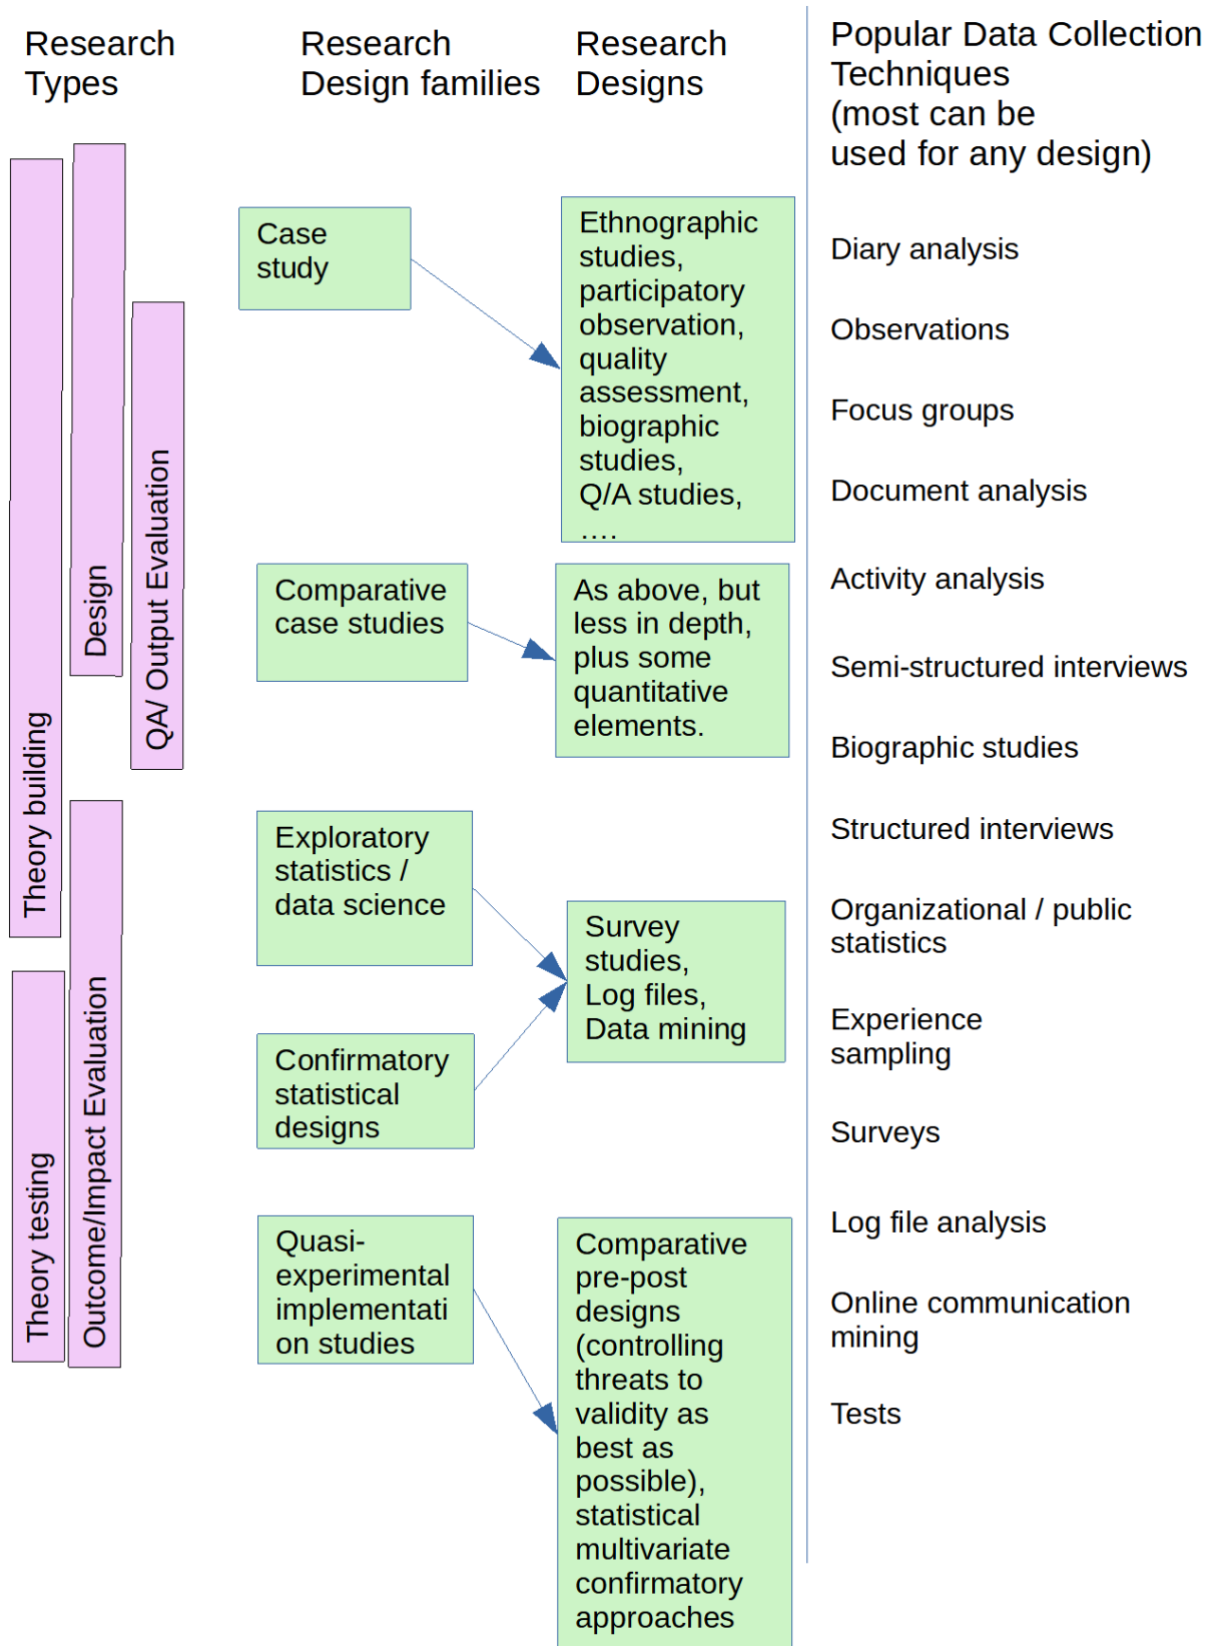 Research
Types
Research
Design families
Research
Designs
Popular Data Collection
Techniques
(most can be
used for any design)
Theory building
Design
QA/ Output Evaluation
Theory testing
Outcome/Impact Evaluation
Case
study
Ethnographic
studies,
participatory
observation,
quality
assessment,
biographic
studies,
Q/A studies,
....
Comparative
case studies
As above, but
less in depth,
plus some
quantitative
elements.
Exploratory
statistics /
data science
Survey
studies,
Log files,
Data mining
Confirmatory
statistical
designs
Quasi-
experimental
implementati
on studies
Comparative
pre-post
designs
(controlling
threats to
validity as
best as
possible),
statistical
multivariate
confirmatory
approaches
Diary analysis
Observations
Focus groups
Document analysis
Activity analysis
Semi-structured interviews
Biographic studies
Structured interviews
Organizational / public
statistics
Experience
sampling
Surveys
Log file analysis
Online communication
mining
Tests